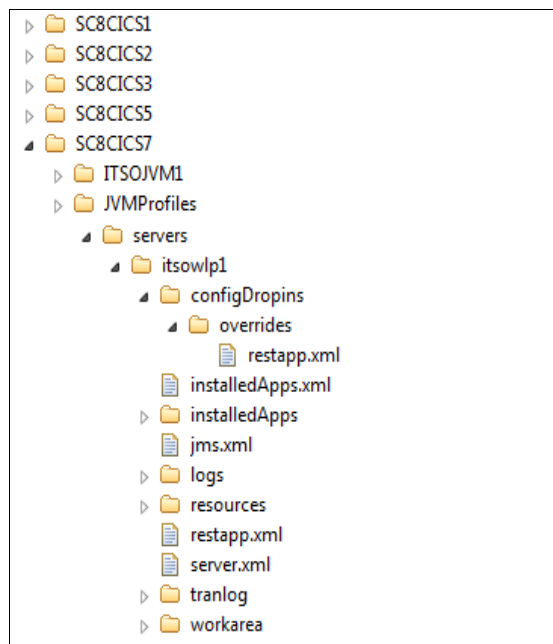 SC8CICS1
SC8CICS2
SC8CICS3
SC8CICS5
SC8CICS7
ITSOJVM1
JVMProfiles
servers
itsowlp1
configDropins
overrides
restapp.xml
installedApps.xml
installedApps
jms.xml
logs
resources
restapp.xml
server.xml
tranlog
workarea